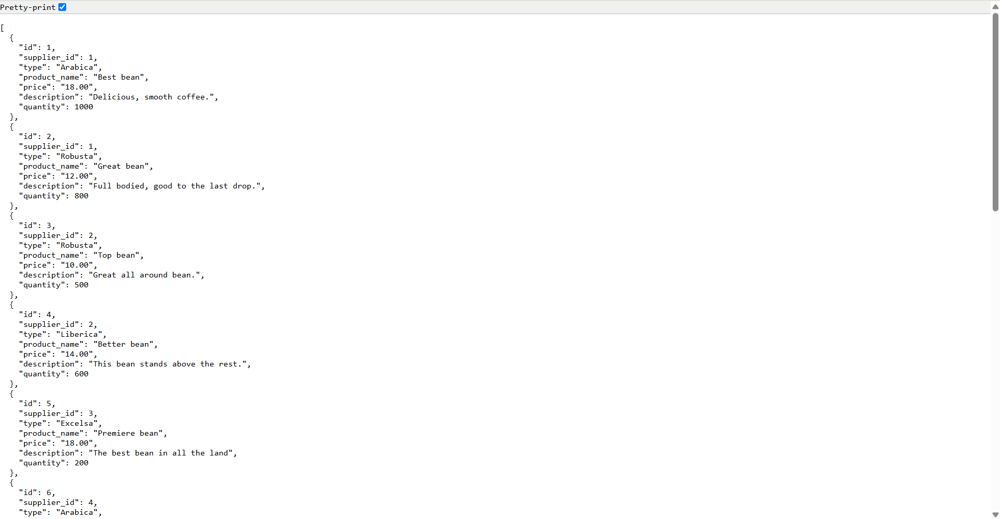 Pretty-print
[
  {
    "id": 1,
    "supplier_id": 1,
    "type": "Arabica",
    "product_name": "Best bean",
    "price": "18.00",
    "description": "Delicious, smooth coffee.",
    "quantity": 1000
  },
  {
    "id": 2,
    "supplier_id": 1,
    "type": "Robusta",
    "product_name": "Great bean",
    "price": "12.00",
    "description": "Full bodied, good to the last drop.",
    "quantity": 800
  },
  {
    "id": 3,
    "supplier_id": 2,
    "type": "Robusta",
    "product_name": "Top bean",
    "price": "10.00",
    "description": "Great all around bean.",
    "quantity": 500
  },
  {
    "id": 4,
    "supplier_id": 2,
    "type": "Liberica",
    "product_name": "Better bean",
    "price": "14.00",
    "description": "This bean stands above the rest.",
    "quantity": 600
  },
  {
    "id": 5,
    "supplier_id": 3,
    "type": "Excelsa",
    "product_name": "Premiere bean",
    "price": "18.00",
    "description": "The best bean in all the land",
    "quantity": 200
  },
  {
    "id": 6,
    "supplier_id": 4,
    "type": "Arabica",